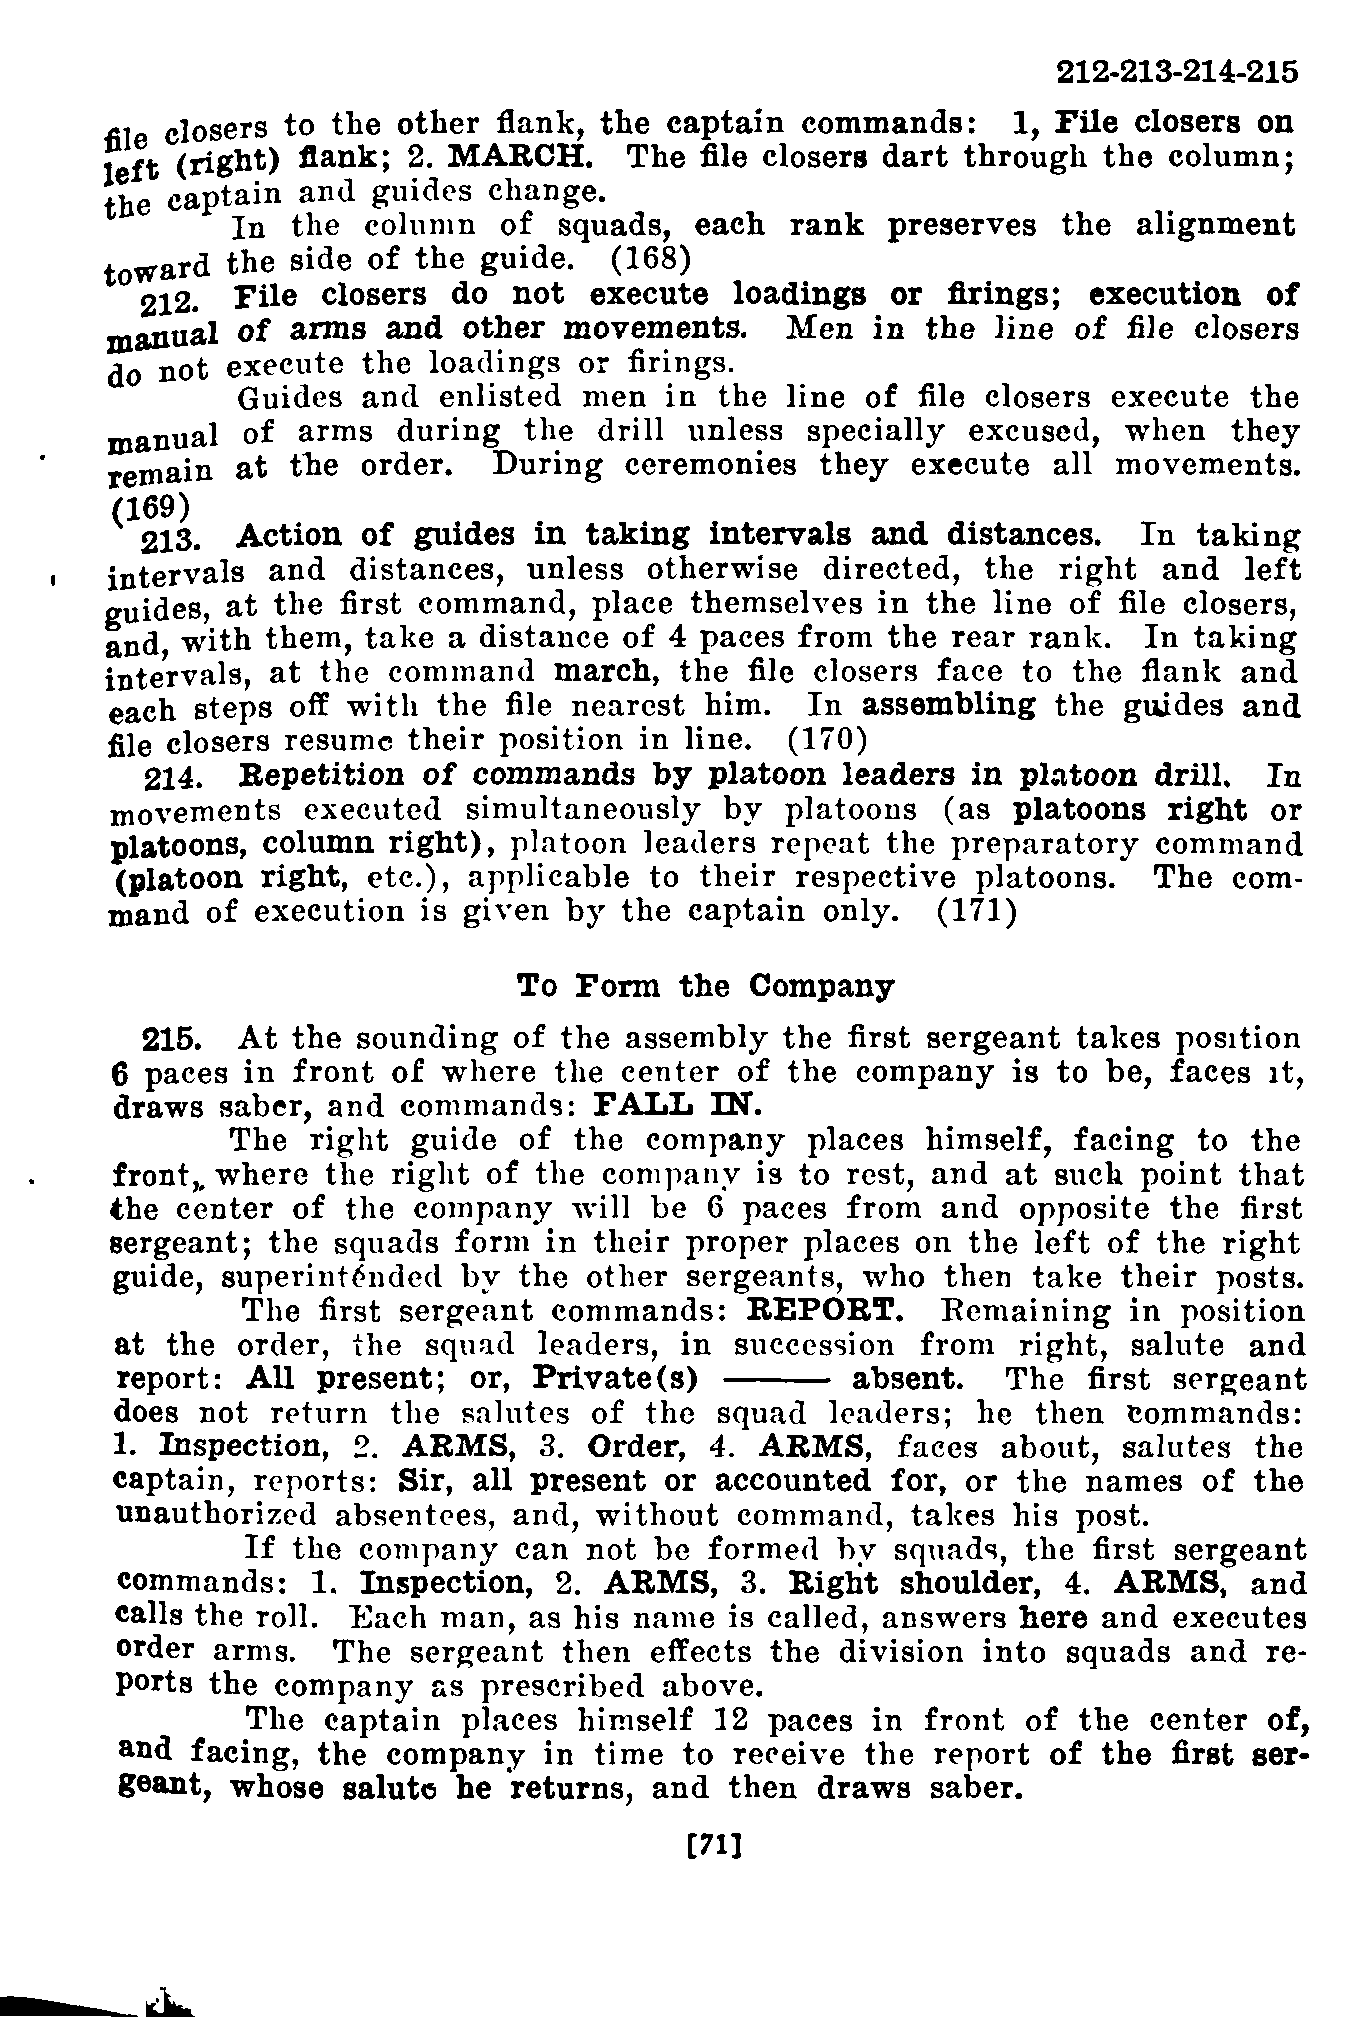 212-213-214-215
file closers to the other flank, the captain commands: 1, File closers on
left (right) flank; 2. MARCH. The file closers dart through the column;
the captain and guides change.
In the column of squads, each rank preserves the alignment
toward the side of the guide. (168)
212. File closers do not execute loadings or firings; execution of
manual of arms and other movements. Men in the line of file closers
do not execute the loadings or firings.
Guides and enlisted men in the line of file closers execute the
manual of arms during the drill unless specially excused, when they
remain at the order. During ceremonies they execute all movements.
(169)
213. Action of guides in taking intervals and distances. In taking
intervals and distances, unless otherwise directed, the right and left
guides, at the first command, place themselves in the line of file closers,
and, with them, take a distance of 4 paces from the rear rank. In taking
intervals, at the command march, the file closers face to the flank and
each steps off with the file nearest him. In assembling the guides and
file closers resume their position in line. (170)
214. Repetition of commands by platoon leaders in platoon drill. In
movements executed simultaneously by platoons (as platoons right or
platoons, column right), platoon leaders repeat the preparatory command
(platoon right, etc.), applicable to their respective platoons. The com-
mand of execution is given by the captain only. (171)
To Form the Company
215. At the sounding of the assembly the first sergeant takes position
6 paces in front of where the center of the company is to be, faces it,
draws saber, and commands: FALL IN.
The right guide of the company places himself, facing to the
front, where the right of the company is to rest, and at such point that
the center of the company will be 6 paces from and opposite the first
sergeant; the squads form in their proper places on the left of the right
guide, superintended by the other sergeants, who then take their posts.
The first sergeant commands: REPORT. Remaining in position
at the order, the squad leaders, in succession from right, salute and
report: All present; or, Private(s) ——— absent. The first sergeant
does not return the salutes of the squad leaders; he then commands:
1. Inspection, 2. ARMS, 3. Order, 4. ARMS, faces about, salutes the
captain, reports: Sir, all present or accounted for, or the names of the
unauthorized absentees, and, without command, takes his post.
If the company can not be formed by squads, the first sergeant
commands: 1. Inspection, 2. ARMS, 3. Right shoulder, 4. ARMS, and
calls the roll. Each man, as his name is called, answers here and executes
order arms. The sergeant then effects the division into squads and re-
ports the company as prescribed above.
The captain places himself 12 paces in front of the center of,
and facing, the company in time to receive the report of the first ser-
geant, whose salute he returns, and then draws saber.
[71]